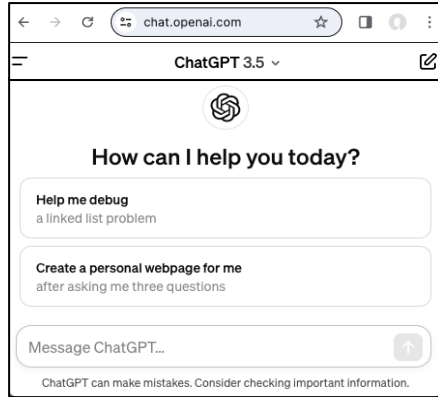 chat.openai.com
ChatGPT 3.5
How can I help you today?
Help me debug
a linked list problem
Create a personal webpage for me
after asking me three questions
Message ChatGPT...
ChatGPT can make mistakes. Consider checking important information.